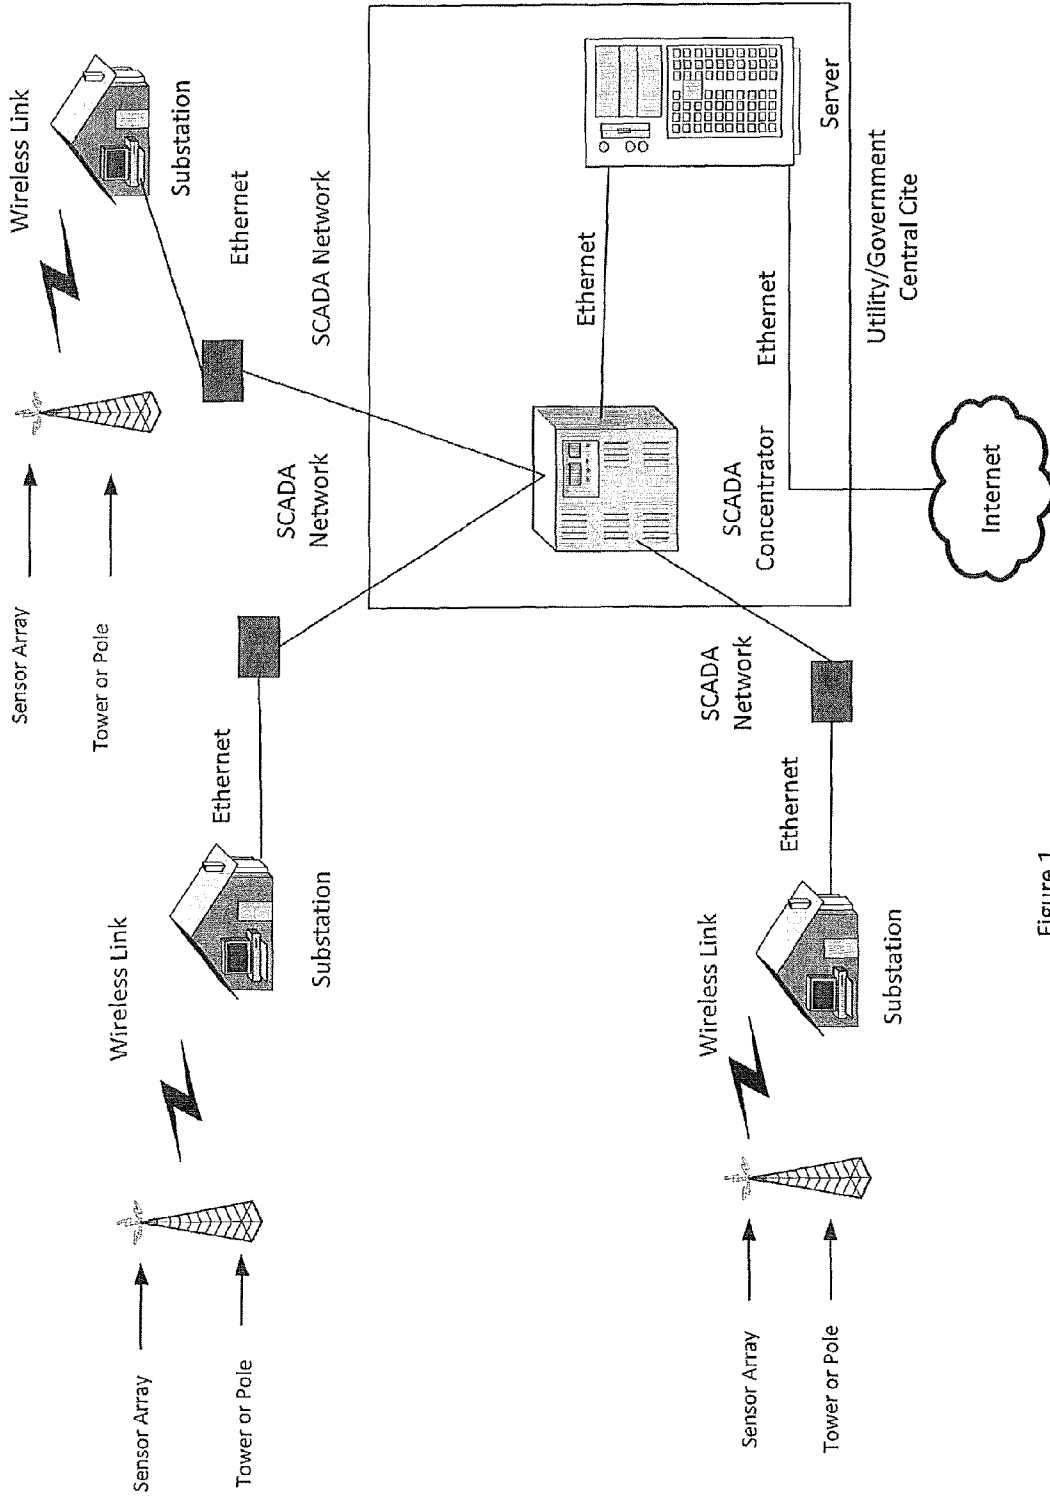 Sensor Array
Tower or Pole
Wireless Link
Substation
Ethernet
SCADA
Network
Sensor Array
Tower or Pole
Wireless Link
Substation
Ethernet
SCADA Network
Sensor Array
Tower or Pole
Wireless Link
Substation
Ethernet
SCADA
Network
SCADA
Concentrator
Ethernet
Ethernet
Server
Utility/Government
Central Cite
Internet
Figure 1